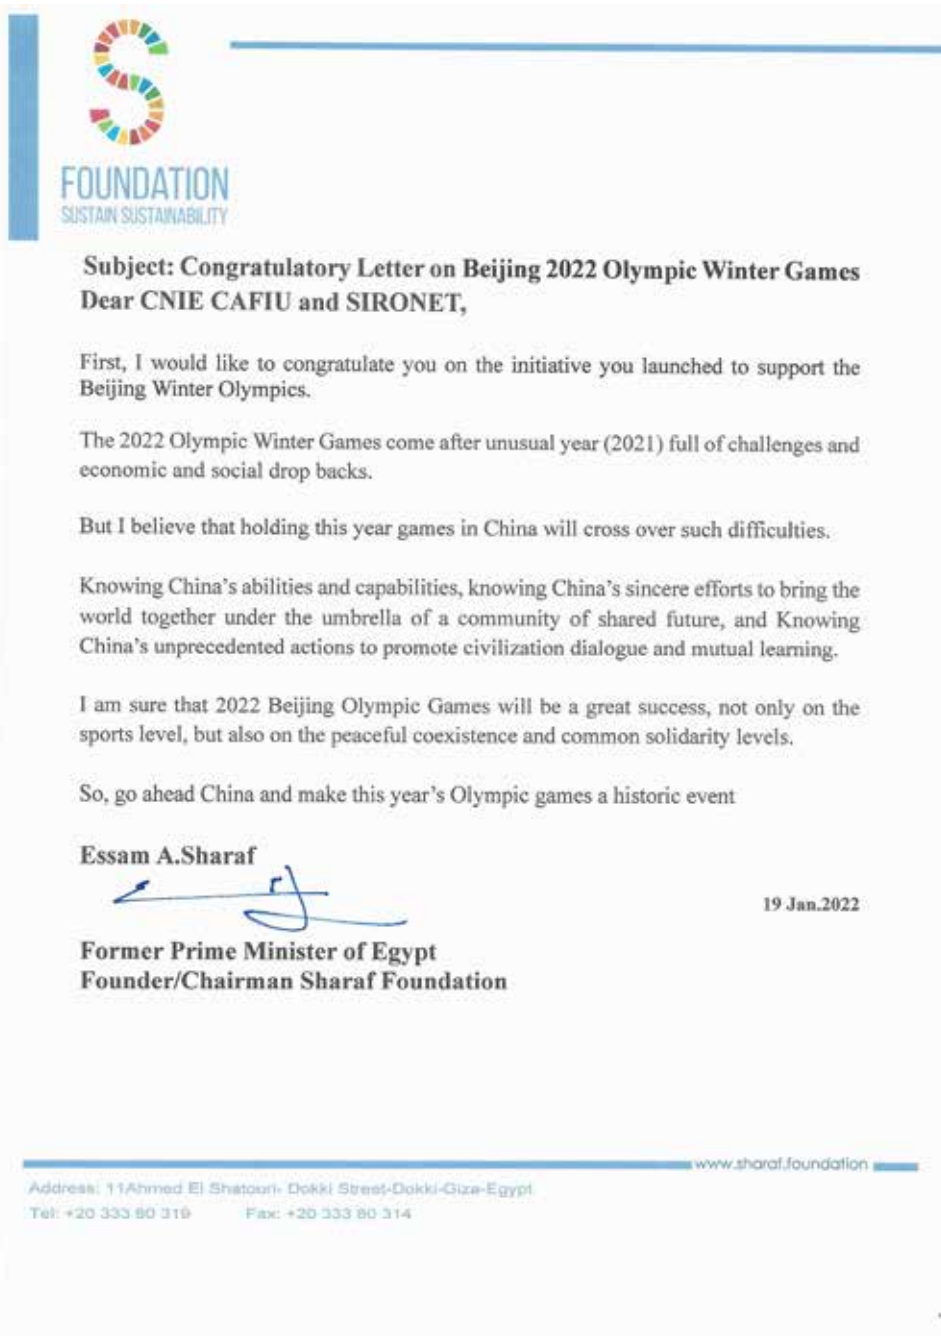 S
FOUNDATION
SUSTAIN SUSTAINABILITY
Subject: Congratulatory Letter on Beijing 2022 Olympic Winter Games
Dear CNIE CAFIU and SIRONET,
First, I would like to congratulate you on the initiative you launched to support the
Beijing Winter Olympics.
The 2022 Olympic Winter Games come after unusual year (2021) full of challenges and
economic and social drop backs.
But I believe that holding this year games in China will cross over such difficulties.
Knowing China's abilities and capabilities, knowing China's sincere efforts to bring the
world together under the umbrella of a community of shared future, and Knowing
China's unprecedented actions to promote civilization dialogue and mutual learning.
I am sure that 2022 Beijing Olympic Games will be a great success, not only on the
sports level, but also on the peaceful coexistence and common solidarity levels.
So, go ahead China and make this year's Olympic games a historic event
Essam A.Sharaf
19 Jan.2022
Former Prime Minister of Egypt
Founder/Chairman Sharaf Foundation
www.sharaf.foundation
Address: 11Ahmed El Shatouri- Dokki Street-Dokki-Giza-Egypt
Tel: +20 333 80 319 Fax: +20 333 80 314